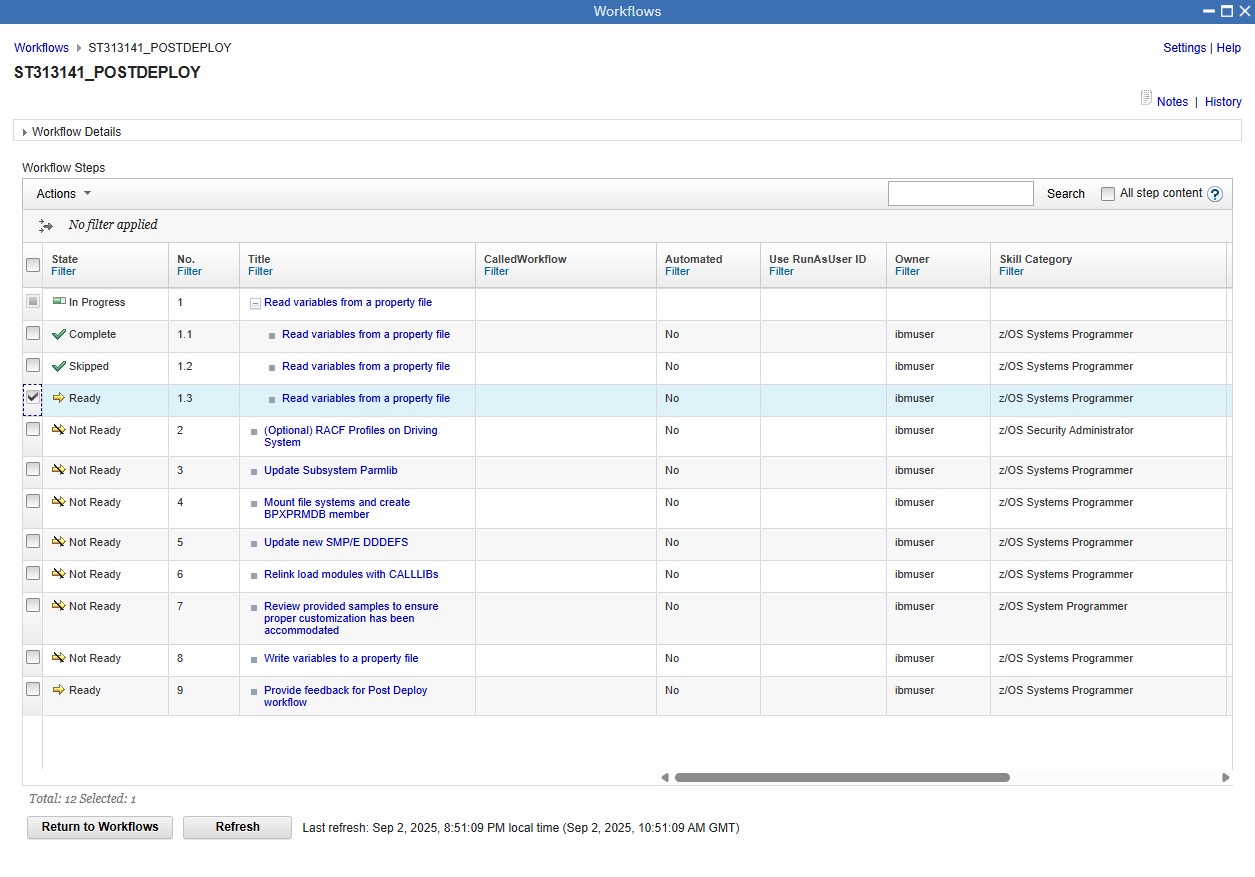 Workflows
Workflows ST313141_POSTDEPLOY
Settings | Help
ST313141_POSTDEPLOY
Notes | History
Workflow Details
Workflow Steps
Actions
Search All step content ?
No filter applied
State No. Title CalledWorkflow Automated Use RunAsUser ID Owner Skill Category
Filter Filter Filter Filter Filter Filter Filter Filter
In Progress 1 Read variables from a property file
Complete 1.1 Read variables from a property file No ibmuser z/OS Systems Programmer
Skipped 1.2 Read variables from a property file No ibmuser z/OS Systems Programmer
Ready 1.3 Read variables from a property file No ibmuser z/OS Systems Programmer
Not Ready 2 (Optional) RACF Profiles on Driving No ibmuser z/OS Security Administrator
System
Not Ready 3 Update Subsystem Parmlib No ibmuser z/OS Systems Programmer
Not Ready 4 Mount file systems and create No ibmuser z/OS Systems Programmer
BPXPRMDB member
Not Ready 5 Update new SMP/E DDDEFS No ibmuser z/OS Systems Programmer
Not Ready 6 Relink load modules with CALLLIBs No ibmuser z/OS Systems Programmer
Not Ready 7 Review provided samples to ensure No ibmuser z/OS System Programmer
proper customization has been
accommodated
Not Ready 8 Write variables to a property file No ibmuser z/OS Systems Programmer
Ready 9 Provide feedback for Post Deploy No ibmuser z/OS Systems Programmer
workflow
Total: 12 Selected: 1
Return to Workflows Refresh Last refresh: Sep 2, 2025, 8:51:09 PM local time (Sep 2, 2025, 10:51:09 AM GMT)